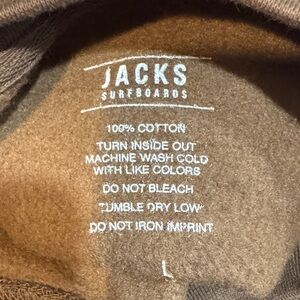 JACKS
SURFBOARDS
100% COTTON
TURN INSIDE OUT
MACHINE WASH COLD
WITH LIKE COLORS
DO NOT BLEACH
TUMBLE DRY LOW
DO NOT IRON IMPRINT
L